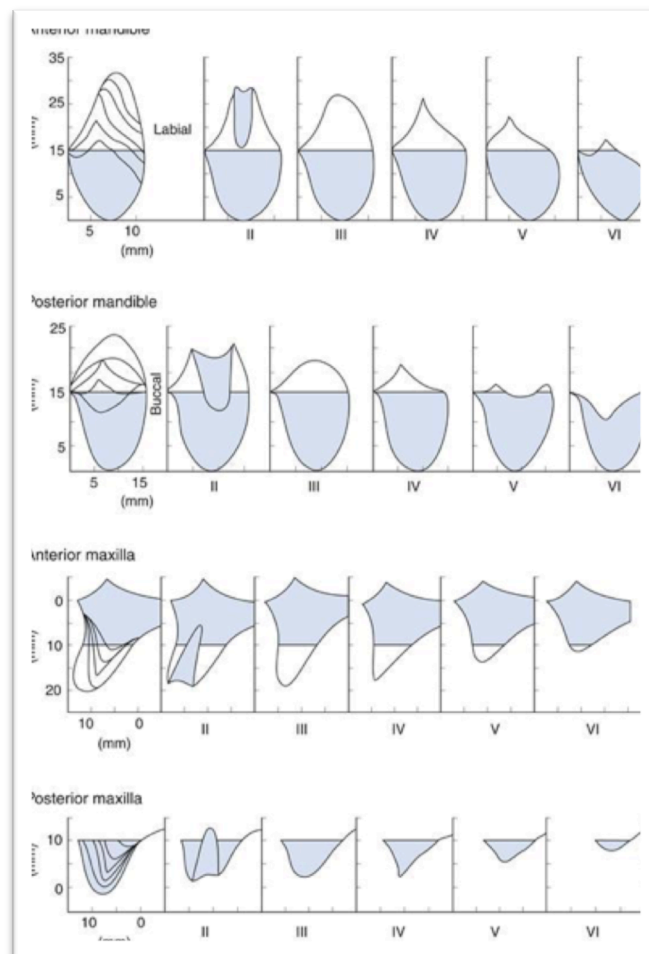 Anterior mandible
35
25
15
5
Labial
5 10
(mm)
II III IV V VI
Posterior mandible
25
15
5
Buccal
5 15
(mm)
II III IV V VI
Anterior maxilla
0
10
20
10 0
(mm)
II III IV V VI
Posterior maxilla
10
0
10 0
II III IV V VI